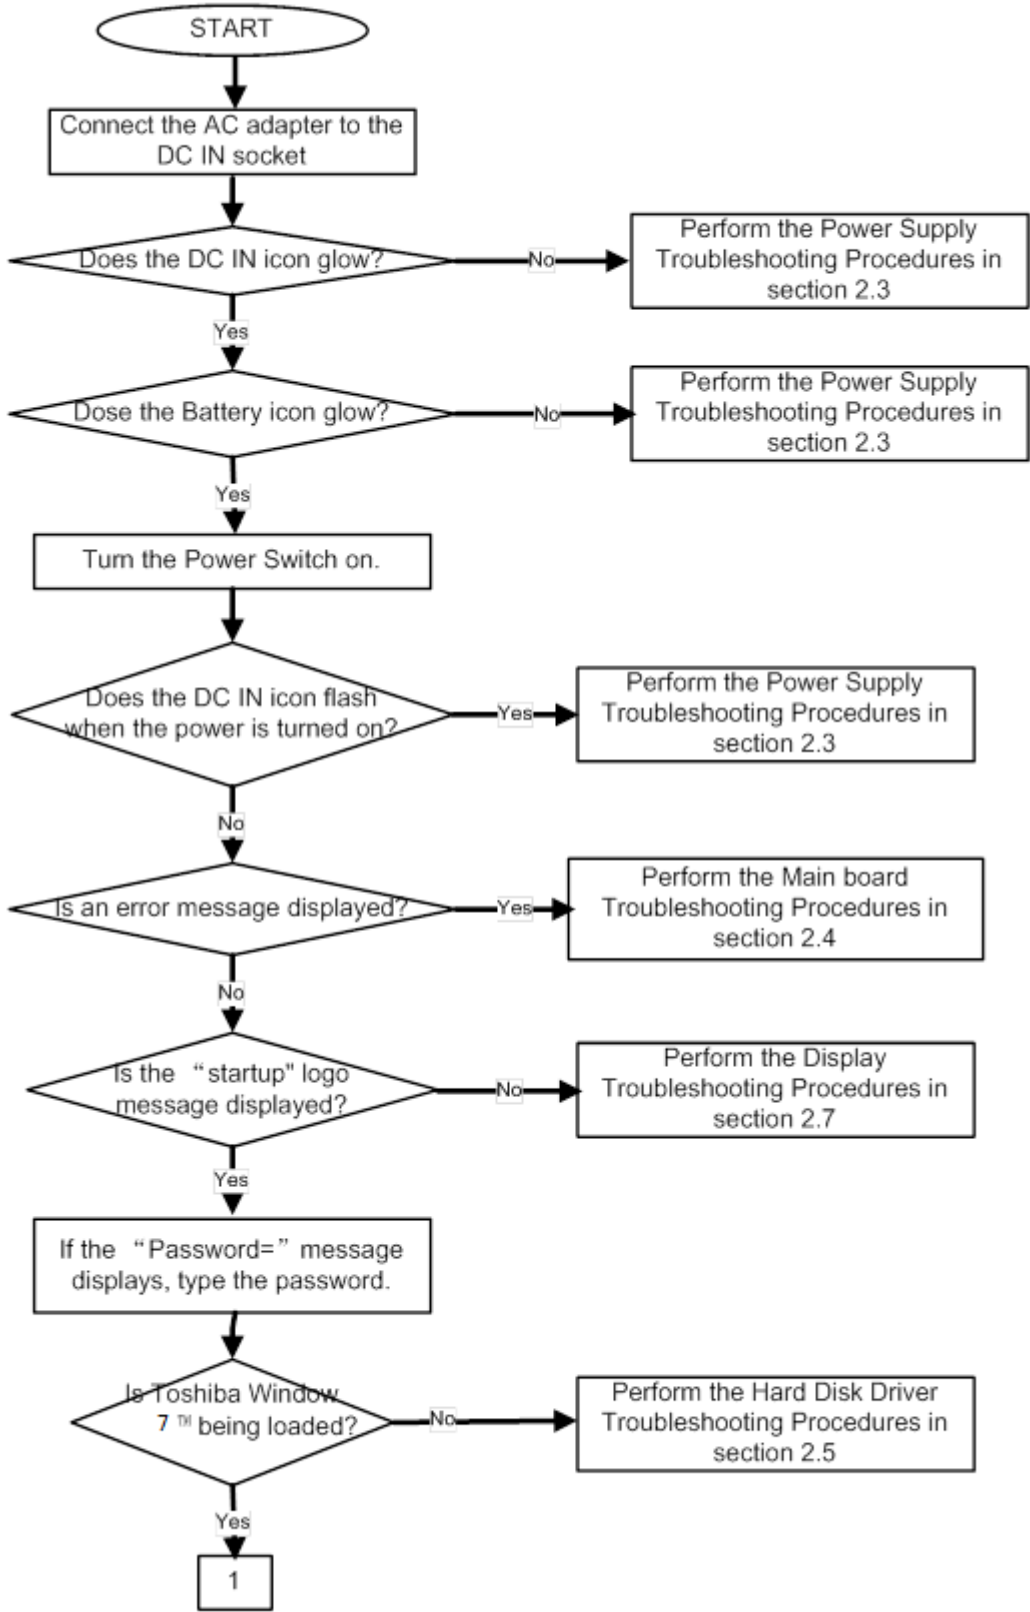 START
Connect the AC adapter to the
DC IN socket
Does the DC IN icon glow?
No
Perform the Power Supply
Troubleshooting Procedures in
section 2.3
Yes
Dose the Battery icon glow?
No
Perform the Power Supply
Troubleshooting Procedures in
section 2.3
Yes
Turn the Power Switch on.
Does the DC IN icon flash
when the power is turned on?
Yes
Perform the Power Supply
Troubleshooting Procedures in
section 2.3
No
Is an error message displayed?
Yes
Perform the Main board
Troubleshooting Procedures in
section 2.4
No
Is the “startup" logo
message displayed?
No
Perform the Display
Troubleshooting Procedures in
section 2.7
Yes
If the “Password=” message
displays, type the password.
Is Toshiba Window
7 ™ being loaded?
No
Perform the Hard Disk Driver
Troubleshooting Procedures in
section 2.5
Yes
1